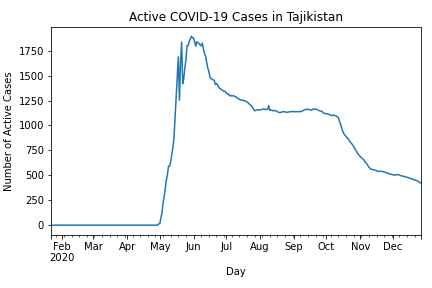 Active COVID-19 Cases in Tajikistan
Number of Active Cases
1750
1500
1250
1000
750
500
250
0
Feb Mar Apr May Jun Jul Aug Sep Oct Nov Dec
2020
Day